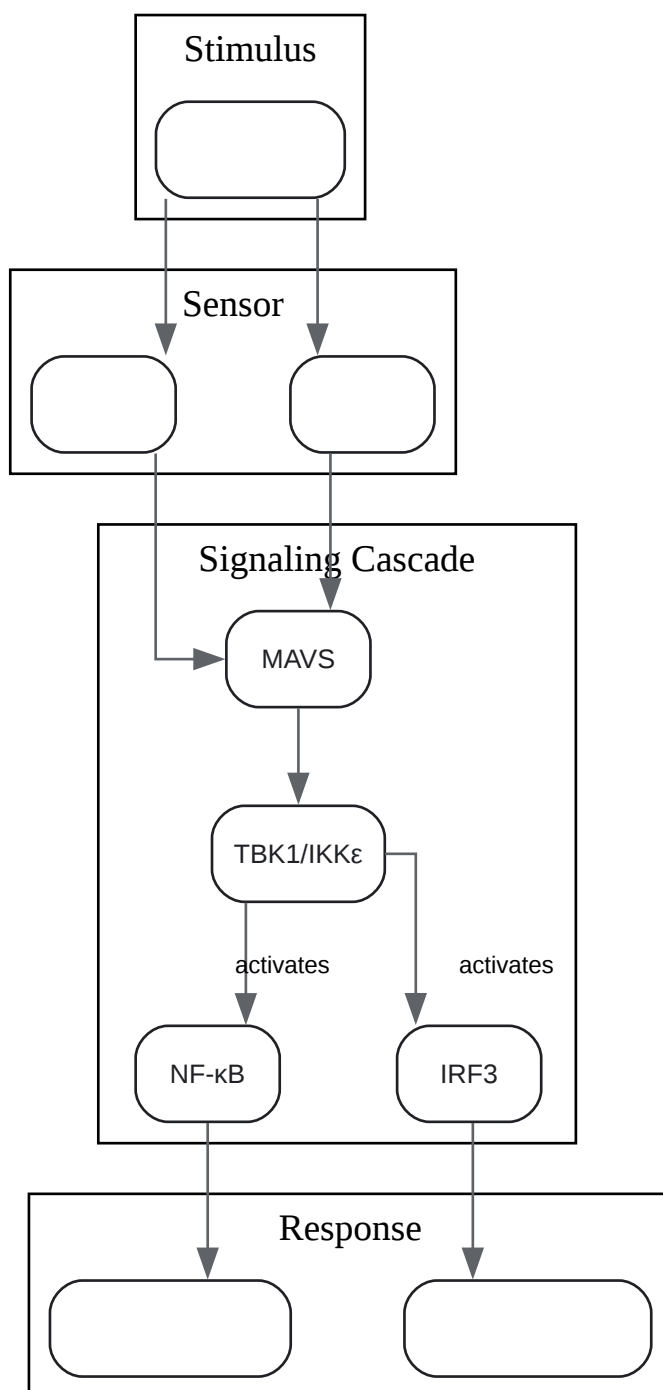 Stimulus
Sensor
Signaling Cascade
MAVS
TBK1/IKKε
activates
activates
NF-κB
IRF3
Response